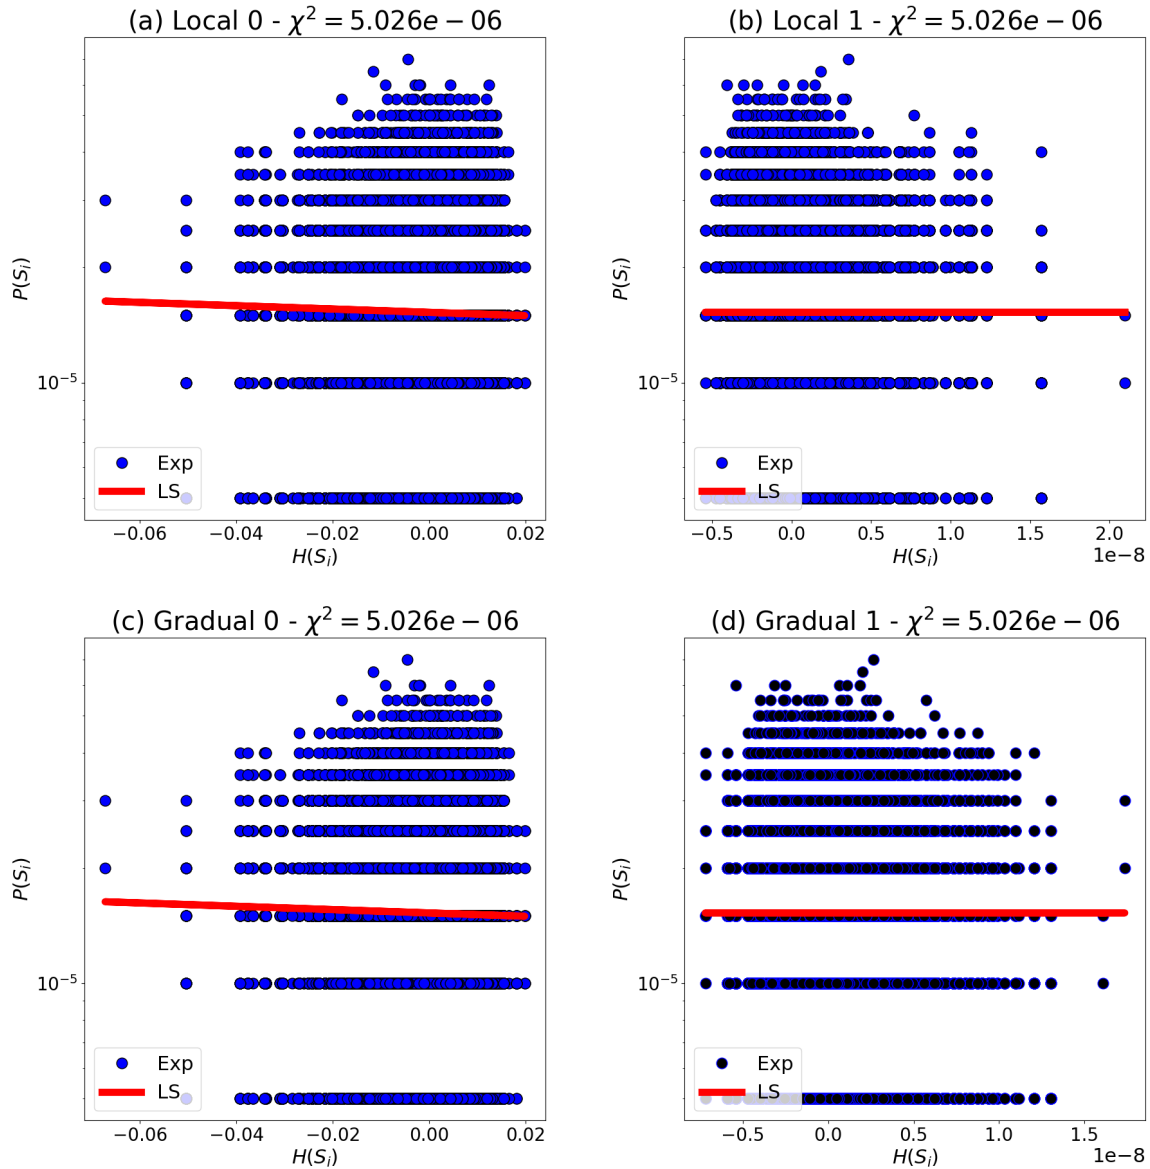 (a) Local 0 - χ² = 5.026e − 06
P(Sᵢ)
10⁻⁵
Exp
LS
−0.06 −0.04 −0.02 0.00 0.02
H(Sᵢ)
(b) Local 1 - χ² = 5.026e − 06
P(Sᵢ)
10⁻⁵
Exp
LS
−0.5 0.0 0.5 1.0 1.5 2.0
1e−8
H(Sᵢ)
(c) Gradual 0 - χ² = 5.026e − 06
P(Sᵢ)
10⁻⁵
Exp
LS
−0.06 −0.04 −0.02 0.00 0.02
H(Sᵢ)
(d) Gradual 1 - χ² = 5.026e − 06
P(Sᵢ)
10⁻⁵
Exp
LS
−0.5 0.0 0.5 1.0 1.5
1e−8
H(Sᵢ)